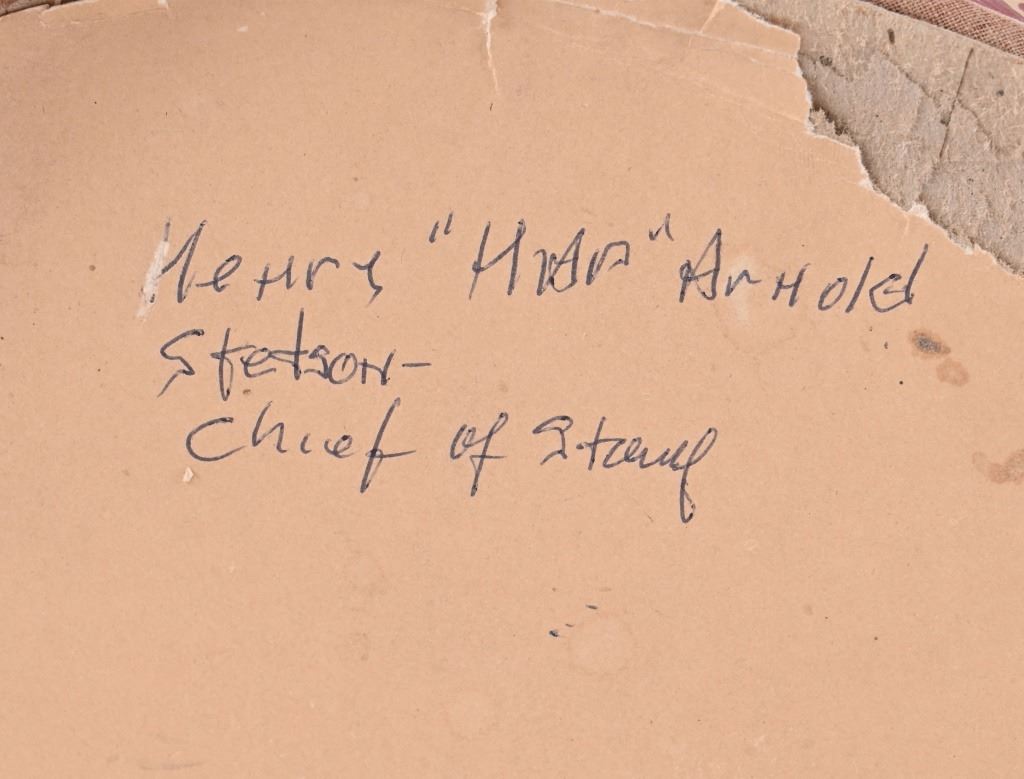 Henry "HAP" Arnold
Stetson-
Chief of Staff